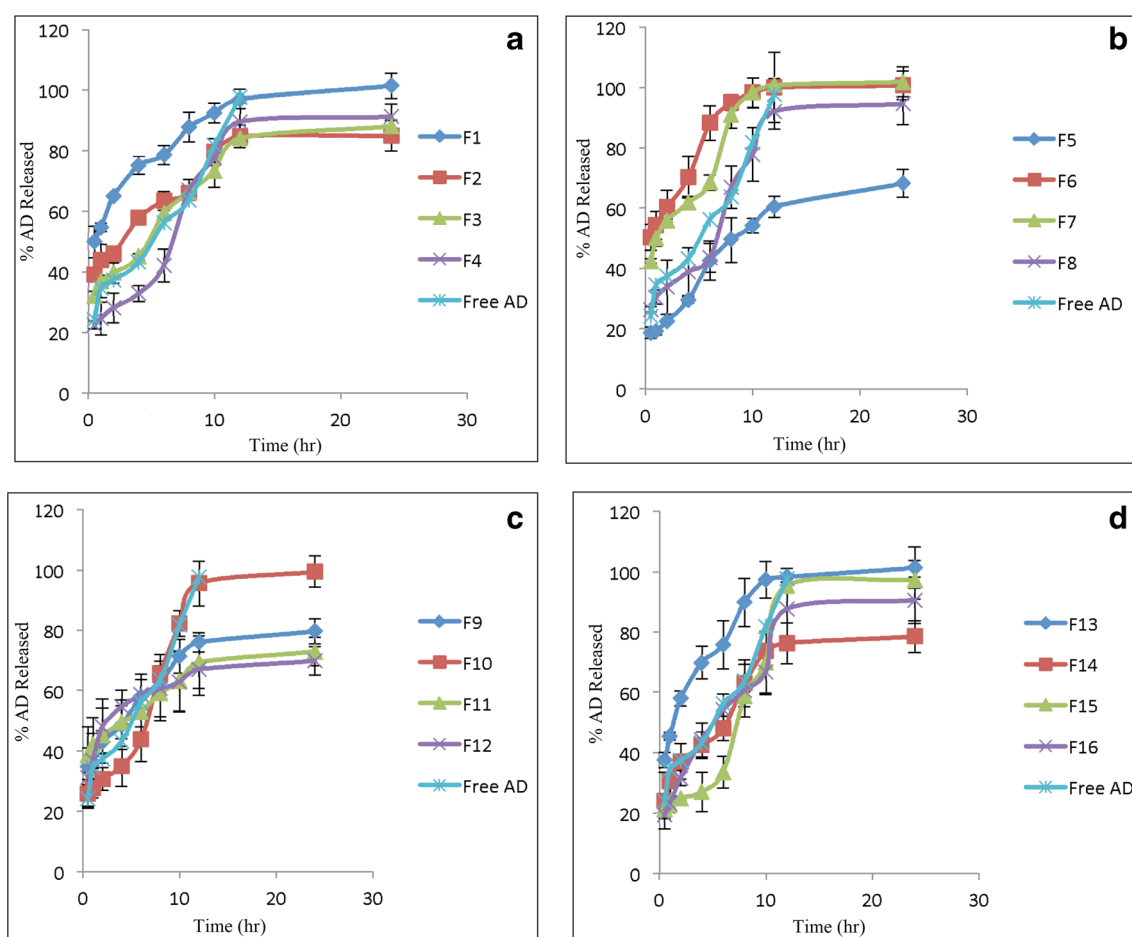 a
120
100
80
60
40
20
0
% AD Released
0 10 20 30
Time (hr)
F1
F2
F3
F4
Free AD
b
120
100
80
60
40
20
0
% AD Released
0 10 20 30
Time (hr)
F5
F6
F7
F8
Free AD
c
120
100
80
60
40
20
0
% AD Released
0 10 20 30
Time (hr)
F9
F10
F11
F12
Free AD
d
120
100
80
60
40
20
0
% AD Released
0 10 20 30
Time (hr)
F13
F14
F15
F16
Free AD